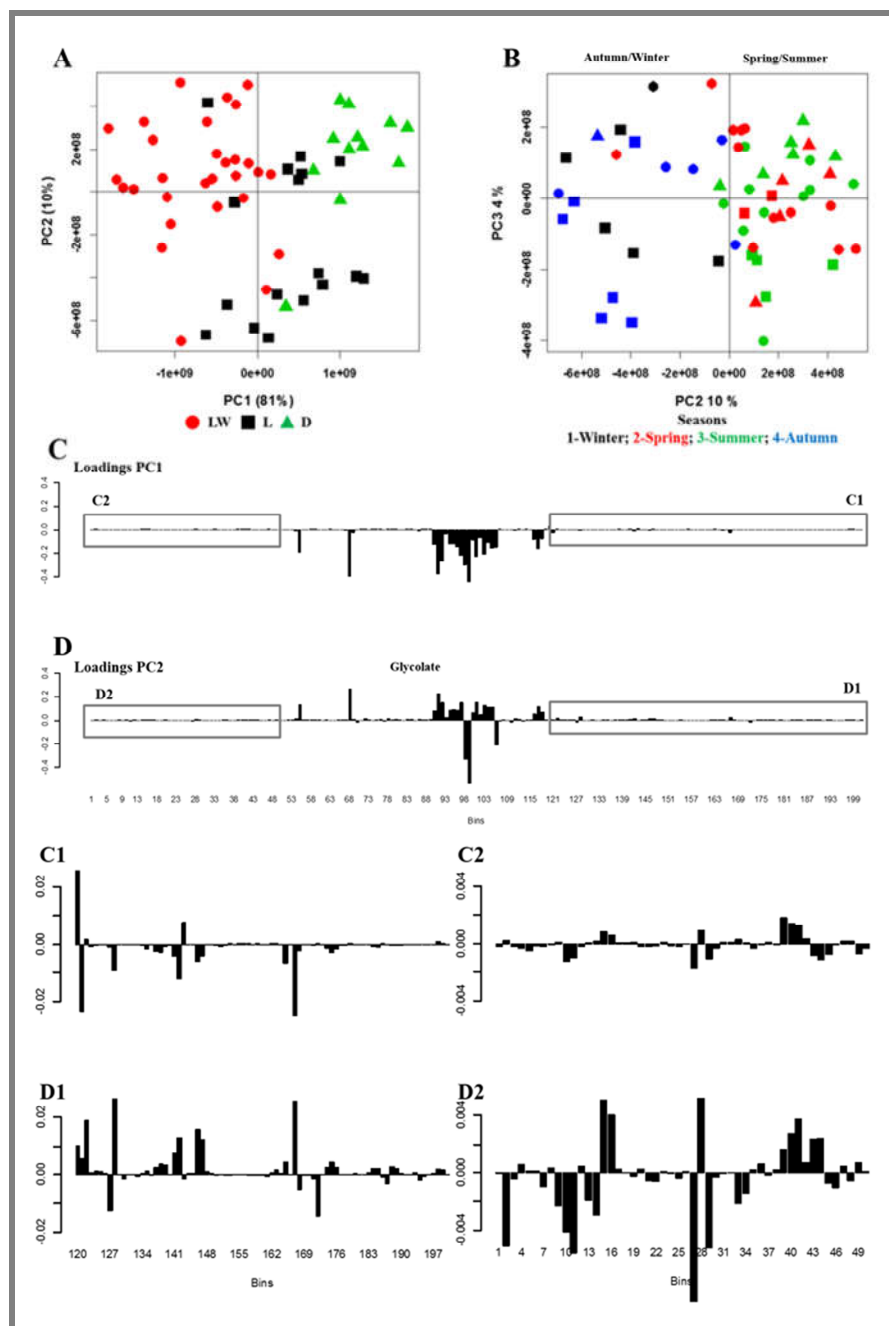 A
PC2 (10%)
2e+08
-2e+08
-6e+08
-1e+09 0e+00 1e+09
PC1 (81%)
LW L D
B
Autumn/Winter Spring/Summer
PC3 4 %
2e+08
0e+00
-2e+08
-4e+08
-6e+08 -4e+08 -2e+08 0e+00 2e+08 4e+08
PC2 10 %
Seasons
1-Winter; 2-Spring; 3-Summer; 4-Autumn
C
Loadings PC1
0.4
0.2
0.0
-0.2
-0.4
C2 C1
D
Loadings PC2 Glycolate
0.4
0.2
0.0
-0.2
-0.4
D2 D1
1 5 9 13 18 23 28 33 38 43 48 53 58 63 68 73 78 83 88 93 98 103 109 115 121 127 133 139 145 151 157 163 169 175 181 187 193 199
Bins
C1
0.02
0.00
-0.02
C2
0.004
0.000
-0.004
D1
0.02
0.00
-0.02
120 127 134 141 148 155 162 169 176 183 190 197
Bins
D2
0.004
0.000
-0.004
1 4 7 10 13 16 19 22 25 28 31 34 37 40 43 46 49
Bins